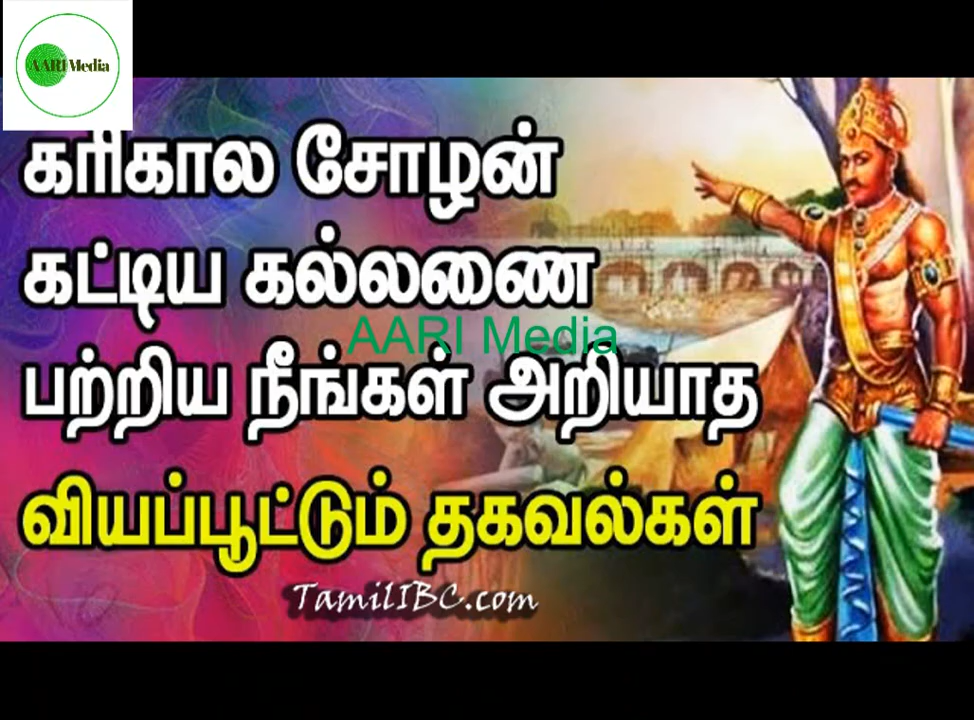 AARI Media
கரிகால சோழன்
கட்டிய கல்லணை
AARI Media
பற்றிய நீங்கள் அறியாத
வியப்பூட்டும் தகவல்கள்
TamilIBC.com